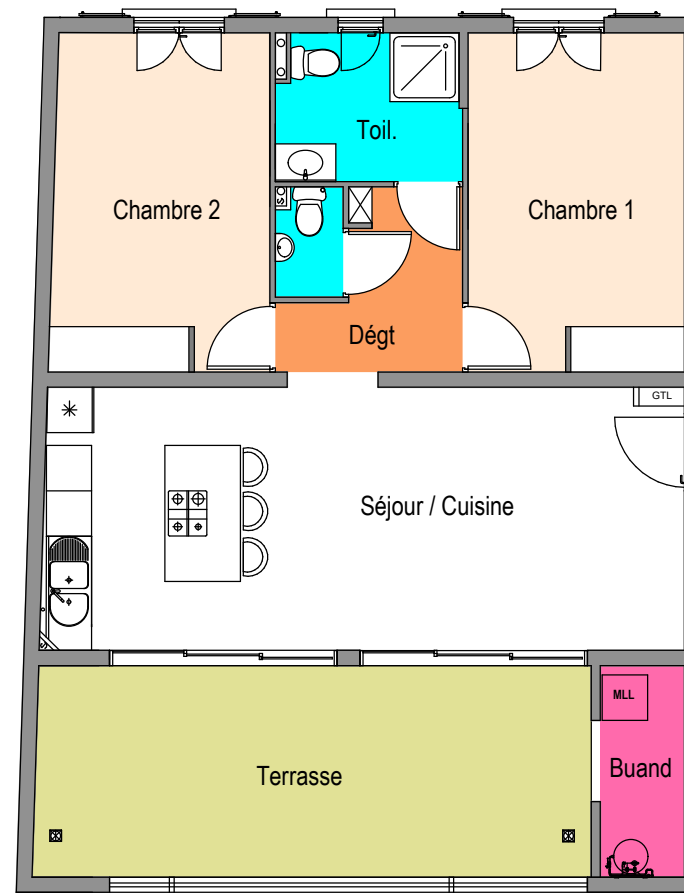 Toil.
Chambre 2
Chambre 1
S
Dégt
GTL
Séjour / Cuisine
S
MLL
Terrasse
Buand